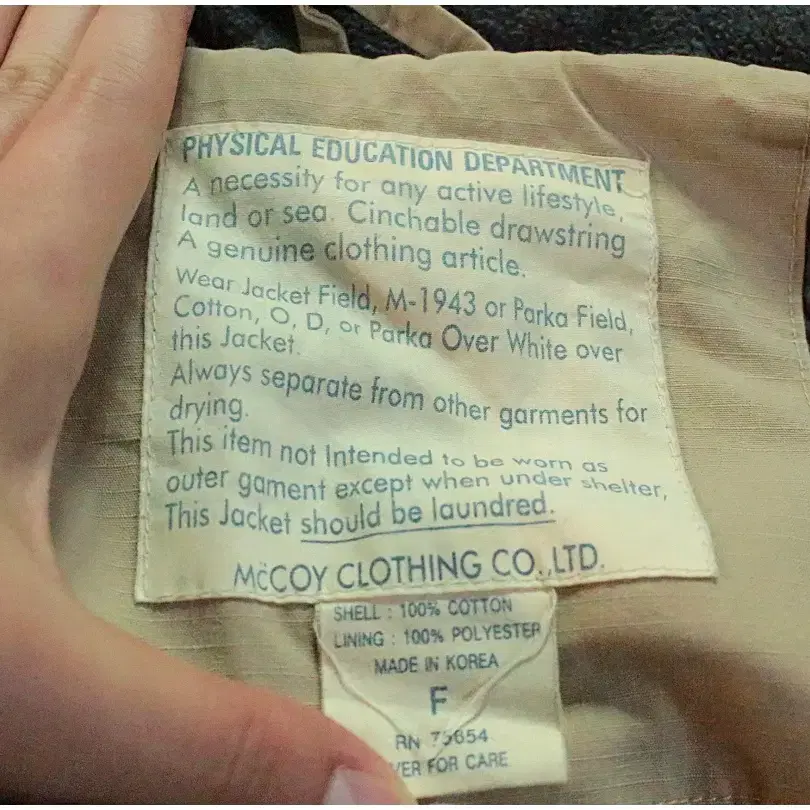 PHYSICAL EDUCATION DEPARTMENT
A necessity for any active lifestyle,
land or sea. Cinchable drawstring
A genuine clothing article.
Wear Jacket Field, M-1943 or Parka Field,
Cotton, O, D, or Parka Over White over
this Jacket.
Always separate from other garments for
drying.
This item not Intended to be worn as
outer gament except when under shelter,
This Jacket should be laundred.
McCOY CLOTHING CO.,LTD.
SHELL : 100% COTTON
LINING : 100% POLYESTER
MADE IN KOREA
F
RN
FOR CARE